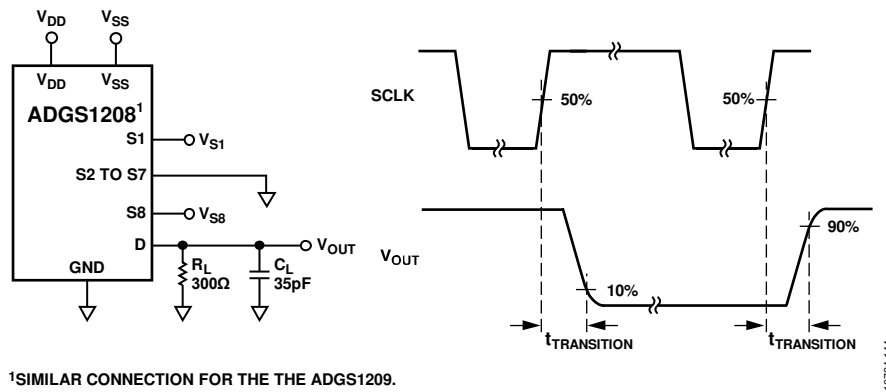 V_DD V_SS
V_DD V_SS
ADGS1208¹
S1 V_S1
S2 TO S7
S8 V_S8
D V_OUT
GND
R_L
300Ω
C_L
35pF
SCLK
50%
50%
V_OUT
10%
90%
t_TRANSITION
t_TRANSITION
¹SIMILAR CONNECTION FOR THE THE ADGS1209.